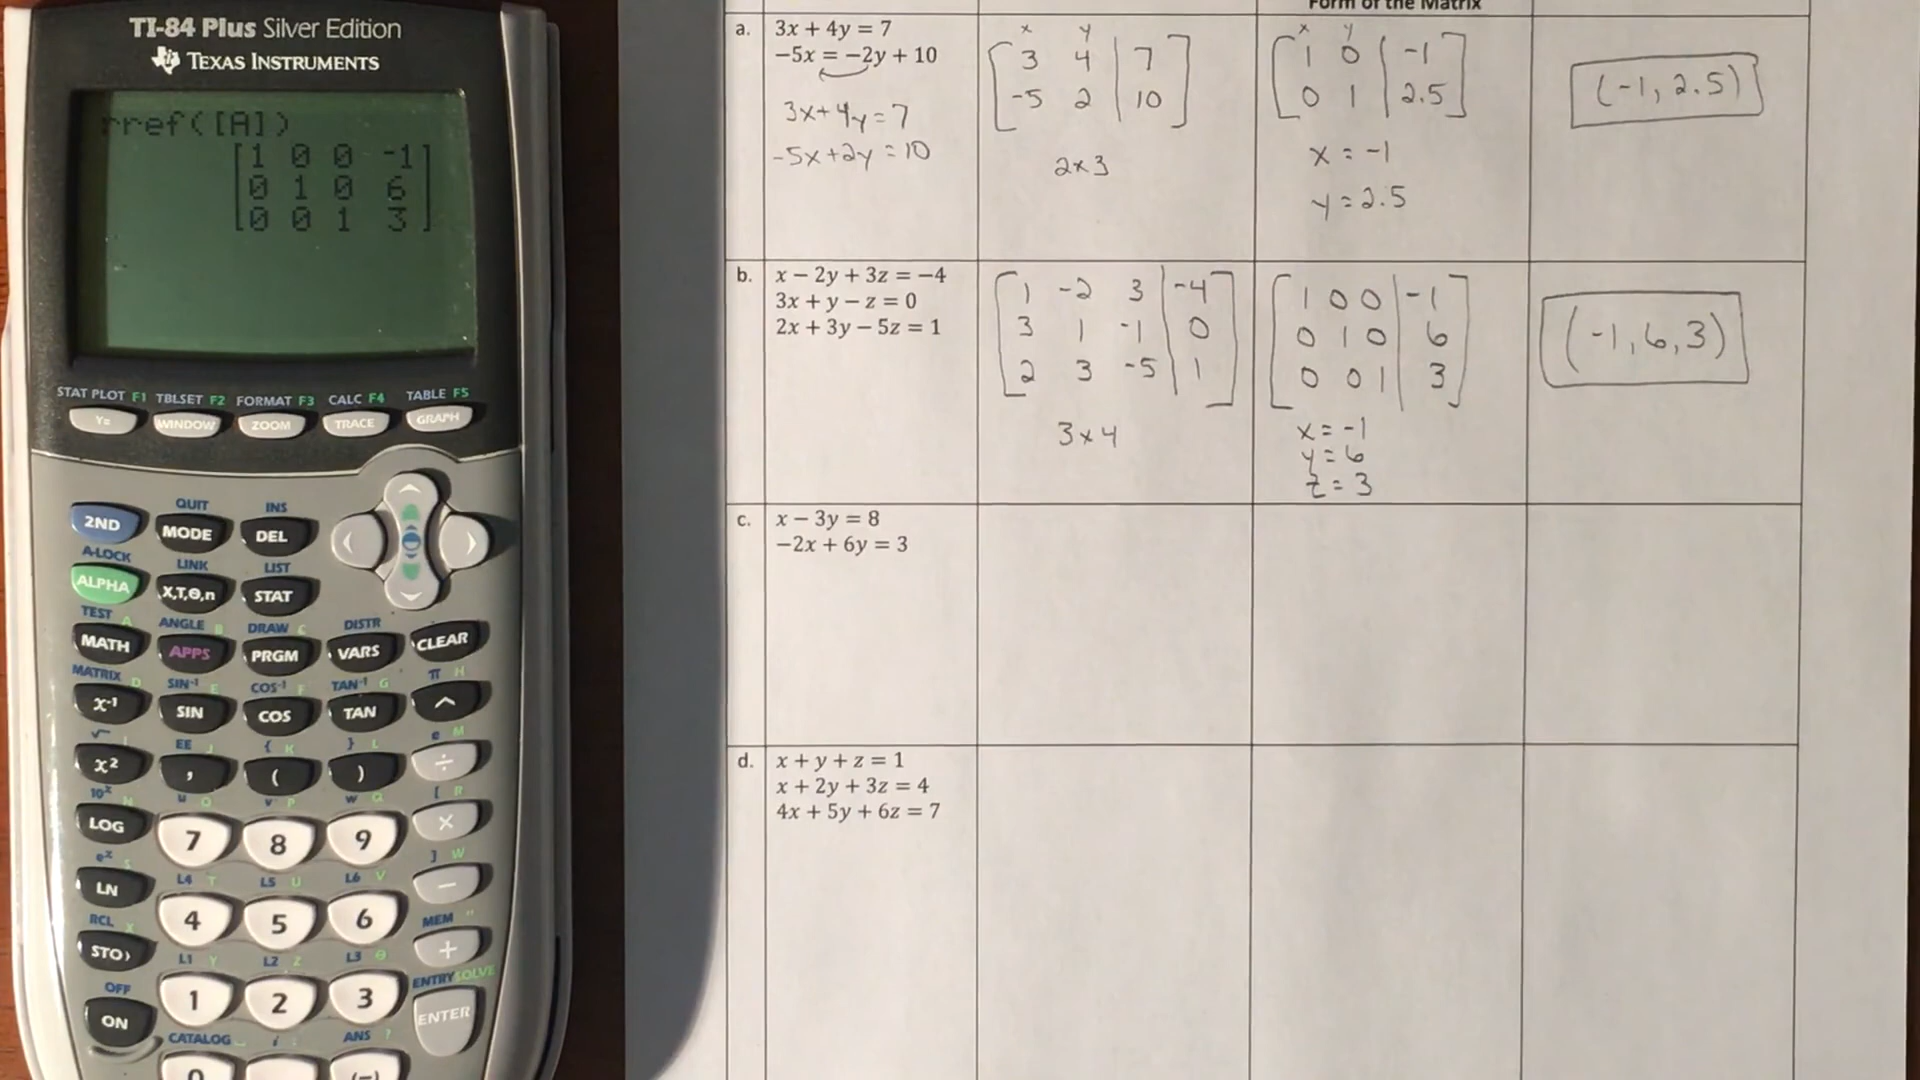 TI-84 Plus Silver Edition
TEXAS INSTRUMENTS
rref([A])
[1 0 0 -1]
[0 1 0 6]
[0 0 1 3]
STAT PLOT F1 TBLSET F2 FORMAT F3 CALC F4 TABLE F5
Y= WINDOW ZOOM TRACE GRAPH
QUIT INS
2ND MODE DEL
A-LOCK LINK LIST
ALPHA X,T,Θ,n STAT
TEST A ANGLE B DRAW C DISTR
MATH APPS PRGM VARS CLEAR
MATRIX D SIN⁻¹ E COS⁻¹ F TAN⁻¹ G π H
x⁻¹ SIN COS TAN ^
√ I EE J { K } L e M
x² , ( ) ÷
10ˣ N u O v P w Q [ R
LOG 7 8 9 ×
eˣ S L4 T L5 U L6 V ] W
LN 4 5 6 −
RCL X L1 Y L2 Z L3 θ MEM "
STO› 1 2 3 +
OFF ENTRY SOLVE
ON ENTER
CATALOG i : ANS ?
0 (−)
Form of the Matrix
a. 3x + 4y = 7
−5x = −2y + 10
3x+4y=7
-5x+2y=10
x y
3 4 | 7
-5 2 | 10
2x3
x y
1 0 | -1
0 1 | 2.5
x = -1
y = 2.5
(-1, 2.5)
b. x − 2y + 3z = −4
3x + y − z = 0
2x + 3y − 5z = 1
1 -2 3 | -4
3 1 -1 | 0
2 3 -5 | 1
3x4
1 0 0 | -1
0 1 0 | 6
0 0 1 | 3
x = -1
y = 6
z = 3
(-1, 6, 3)
c. x − 3y = 8
−2x + 6y = 3
d. x + y + z = 1
x + 2y + 3z = 4
4x + 5y + 6z = 7